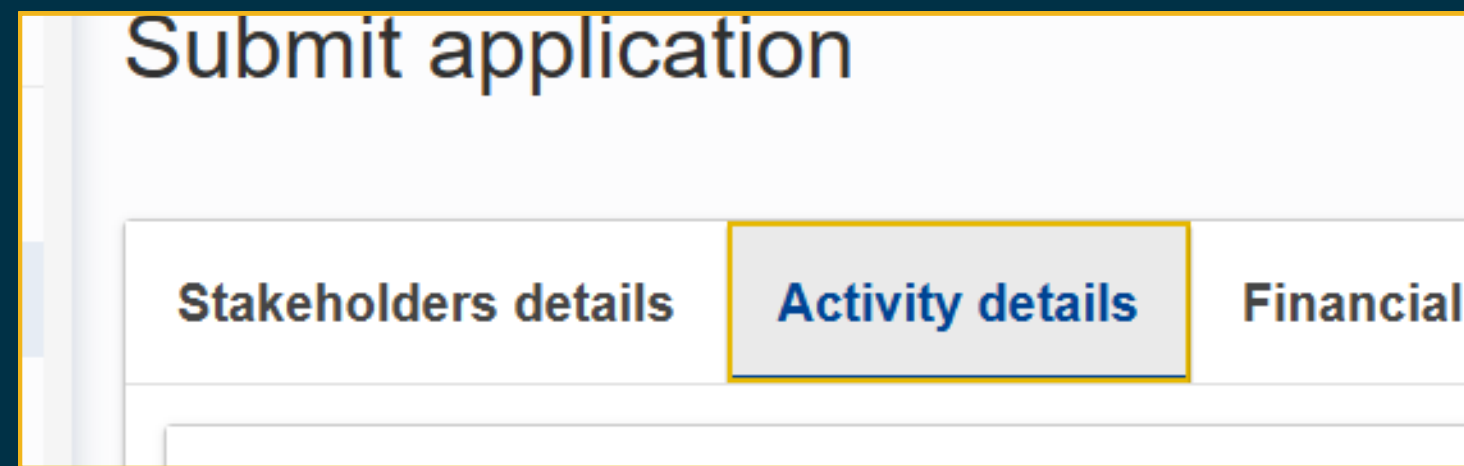 Submit application
Stakeholders details Activity details Financial